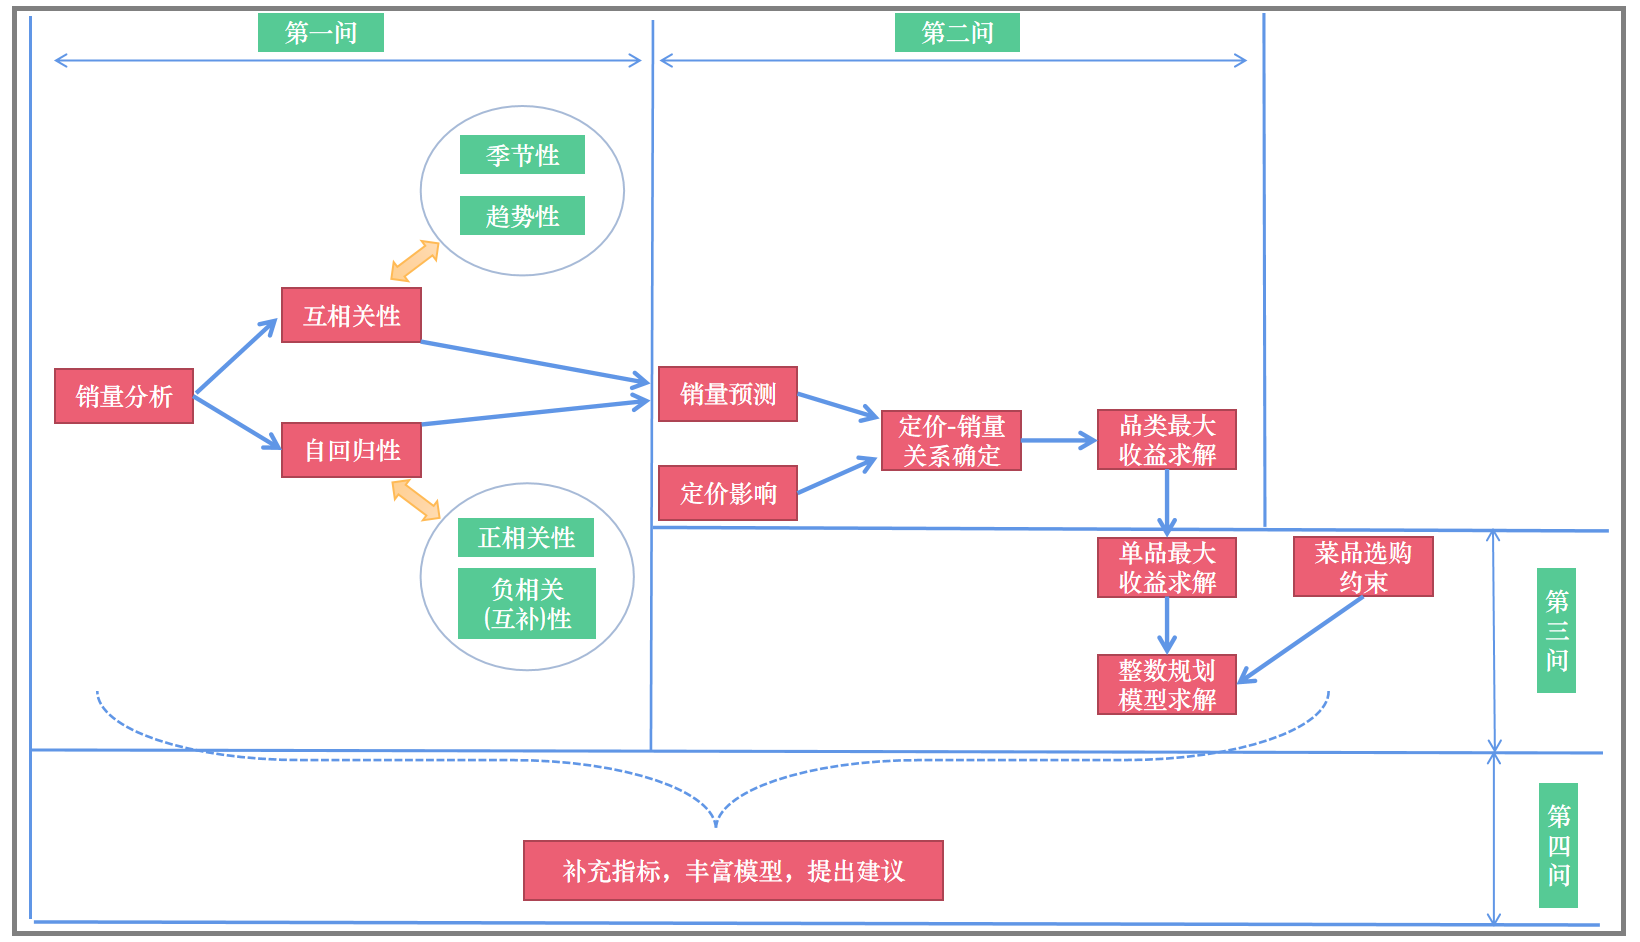 第一问
第二问
季节性
趋势性
互相关性
销量分析
自回归性
正相关性
负相关
(互补)性
销量预测
定价影响
定价-销量
关系确定
品类最大
收益求解
单品最大
收益求解
菜品选购
约束
整数规划
模型求解
第三问
第四问
补充指标，丰富模型，提出建议